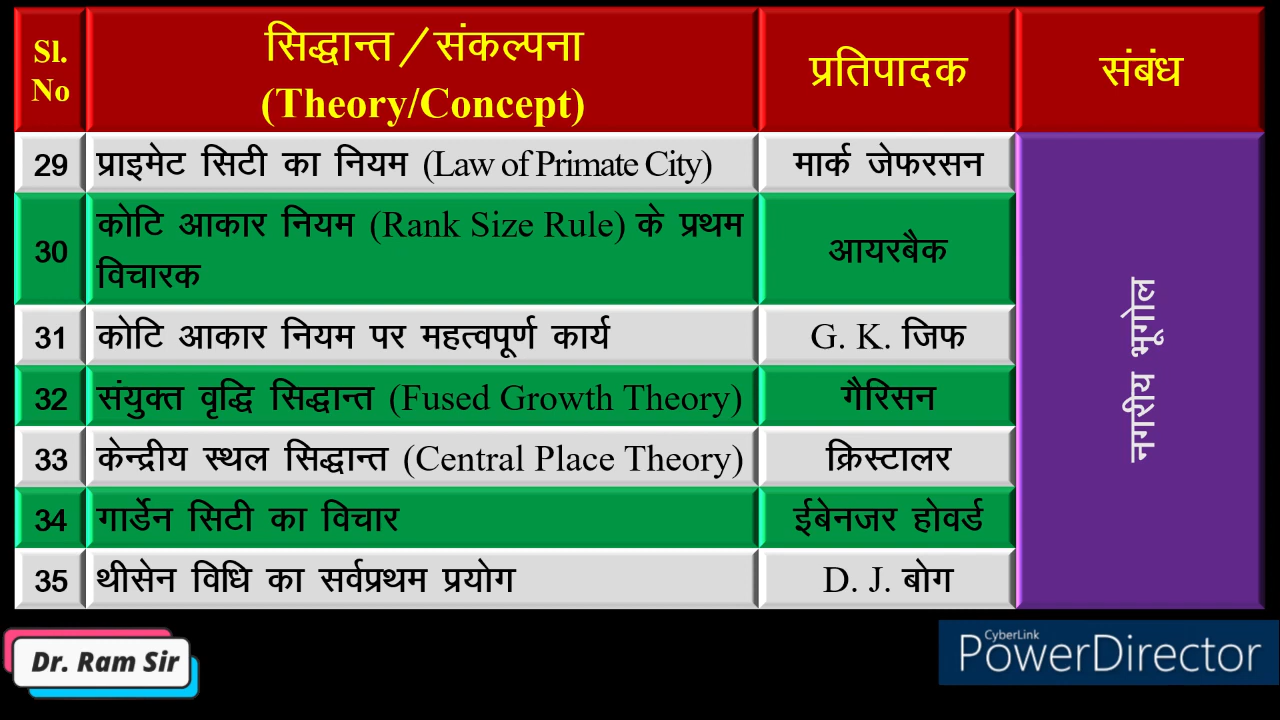 Sl. No
सिद्धान्त/संकल्पना
(Theory/Concept)
प्रतिपादक
संबंध
29 प्राइमेट सिटी का नियम (Law of Primate City) मार्क जेफरसन
30 कोटि आकार नियम (Rank Size Rule) के प्रथम
विचारक
आयरबैक
31 कोटि आकार नियम पर महत्वपूर्ण कार्य G. K. जिफ
32 संयुक्त वृद्धि सिद्धान्त (Fused Growth Theory) गैरिसन
33 केन्द्रीय स्थल सिद्धान्त (Central Place Theory) क्रिस्टालर
34 गार्डेन सिटी का विचार ईबेनजर होवर्ड
35 थीसेन विधि का सर्वप्रथम प्रयोग D. J. बोग
नगरीय भूगोल
Dr. Ram Sir
CyberLink
PowerDirector